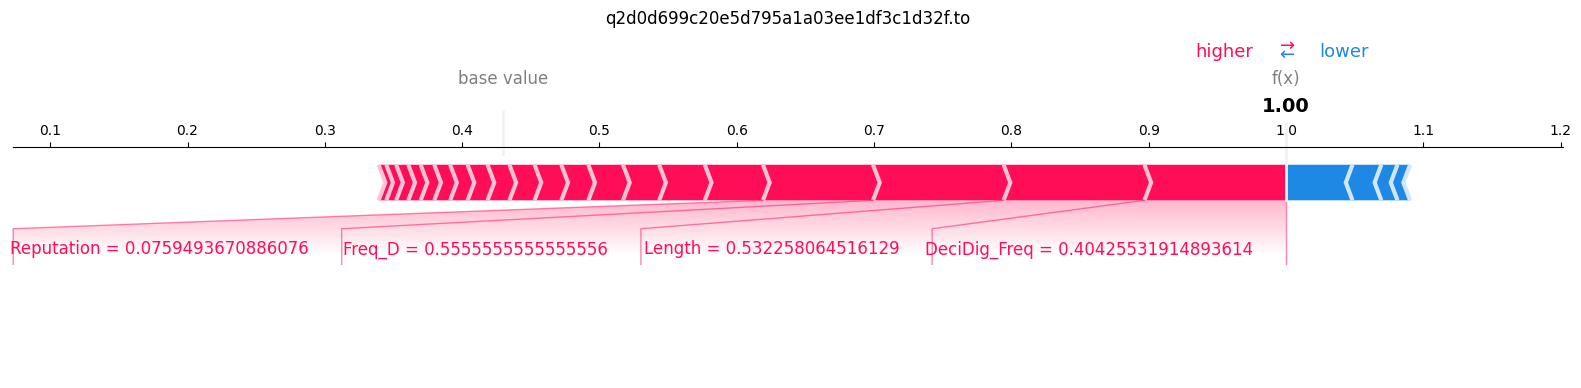 q2d0d699c20e5d795a1a03ee1df3c1d32f.to
higher ⇄ lower
base value f(x)
1.00
0.1 0.2 0.3 0.4 0.5 0.6 0.7 0.8 0.9 1.0 1.1 1.2
Reputation = 0.0759493670886076 Freq_D = 0.5555555555555556 Length = 0.532258064516129 DeciDig_Freq = 0.40425531914893614